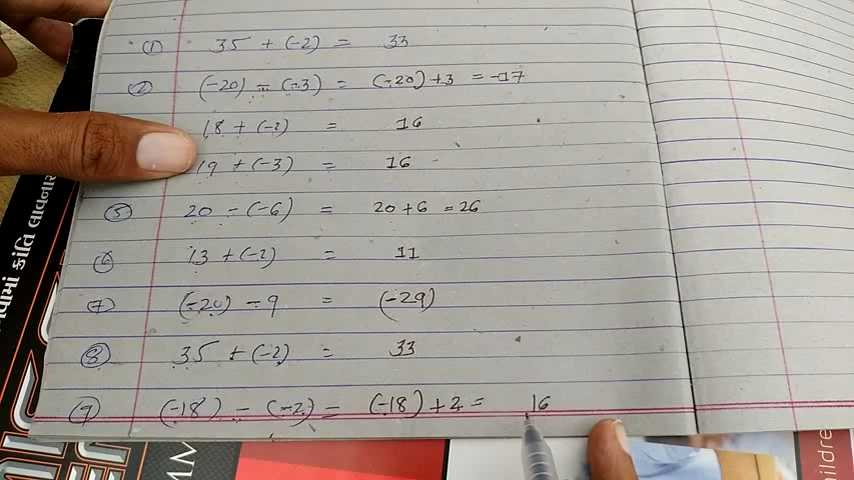 ① 35 + (-2) = 33
② (-20) - (-3) = (-20) +3 = -17
18 + (-2) = 16
19 + (-3) = 16
⑤ 20 - (-6) = 20+6 = 26
⑥ 13 + (-2) = 11
⑦ (-20) - 9 = (-29)
⑧ 35 + (-2) = 33
⑨ (-18) - (-2) = (-18) +2 = 16